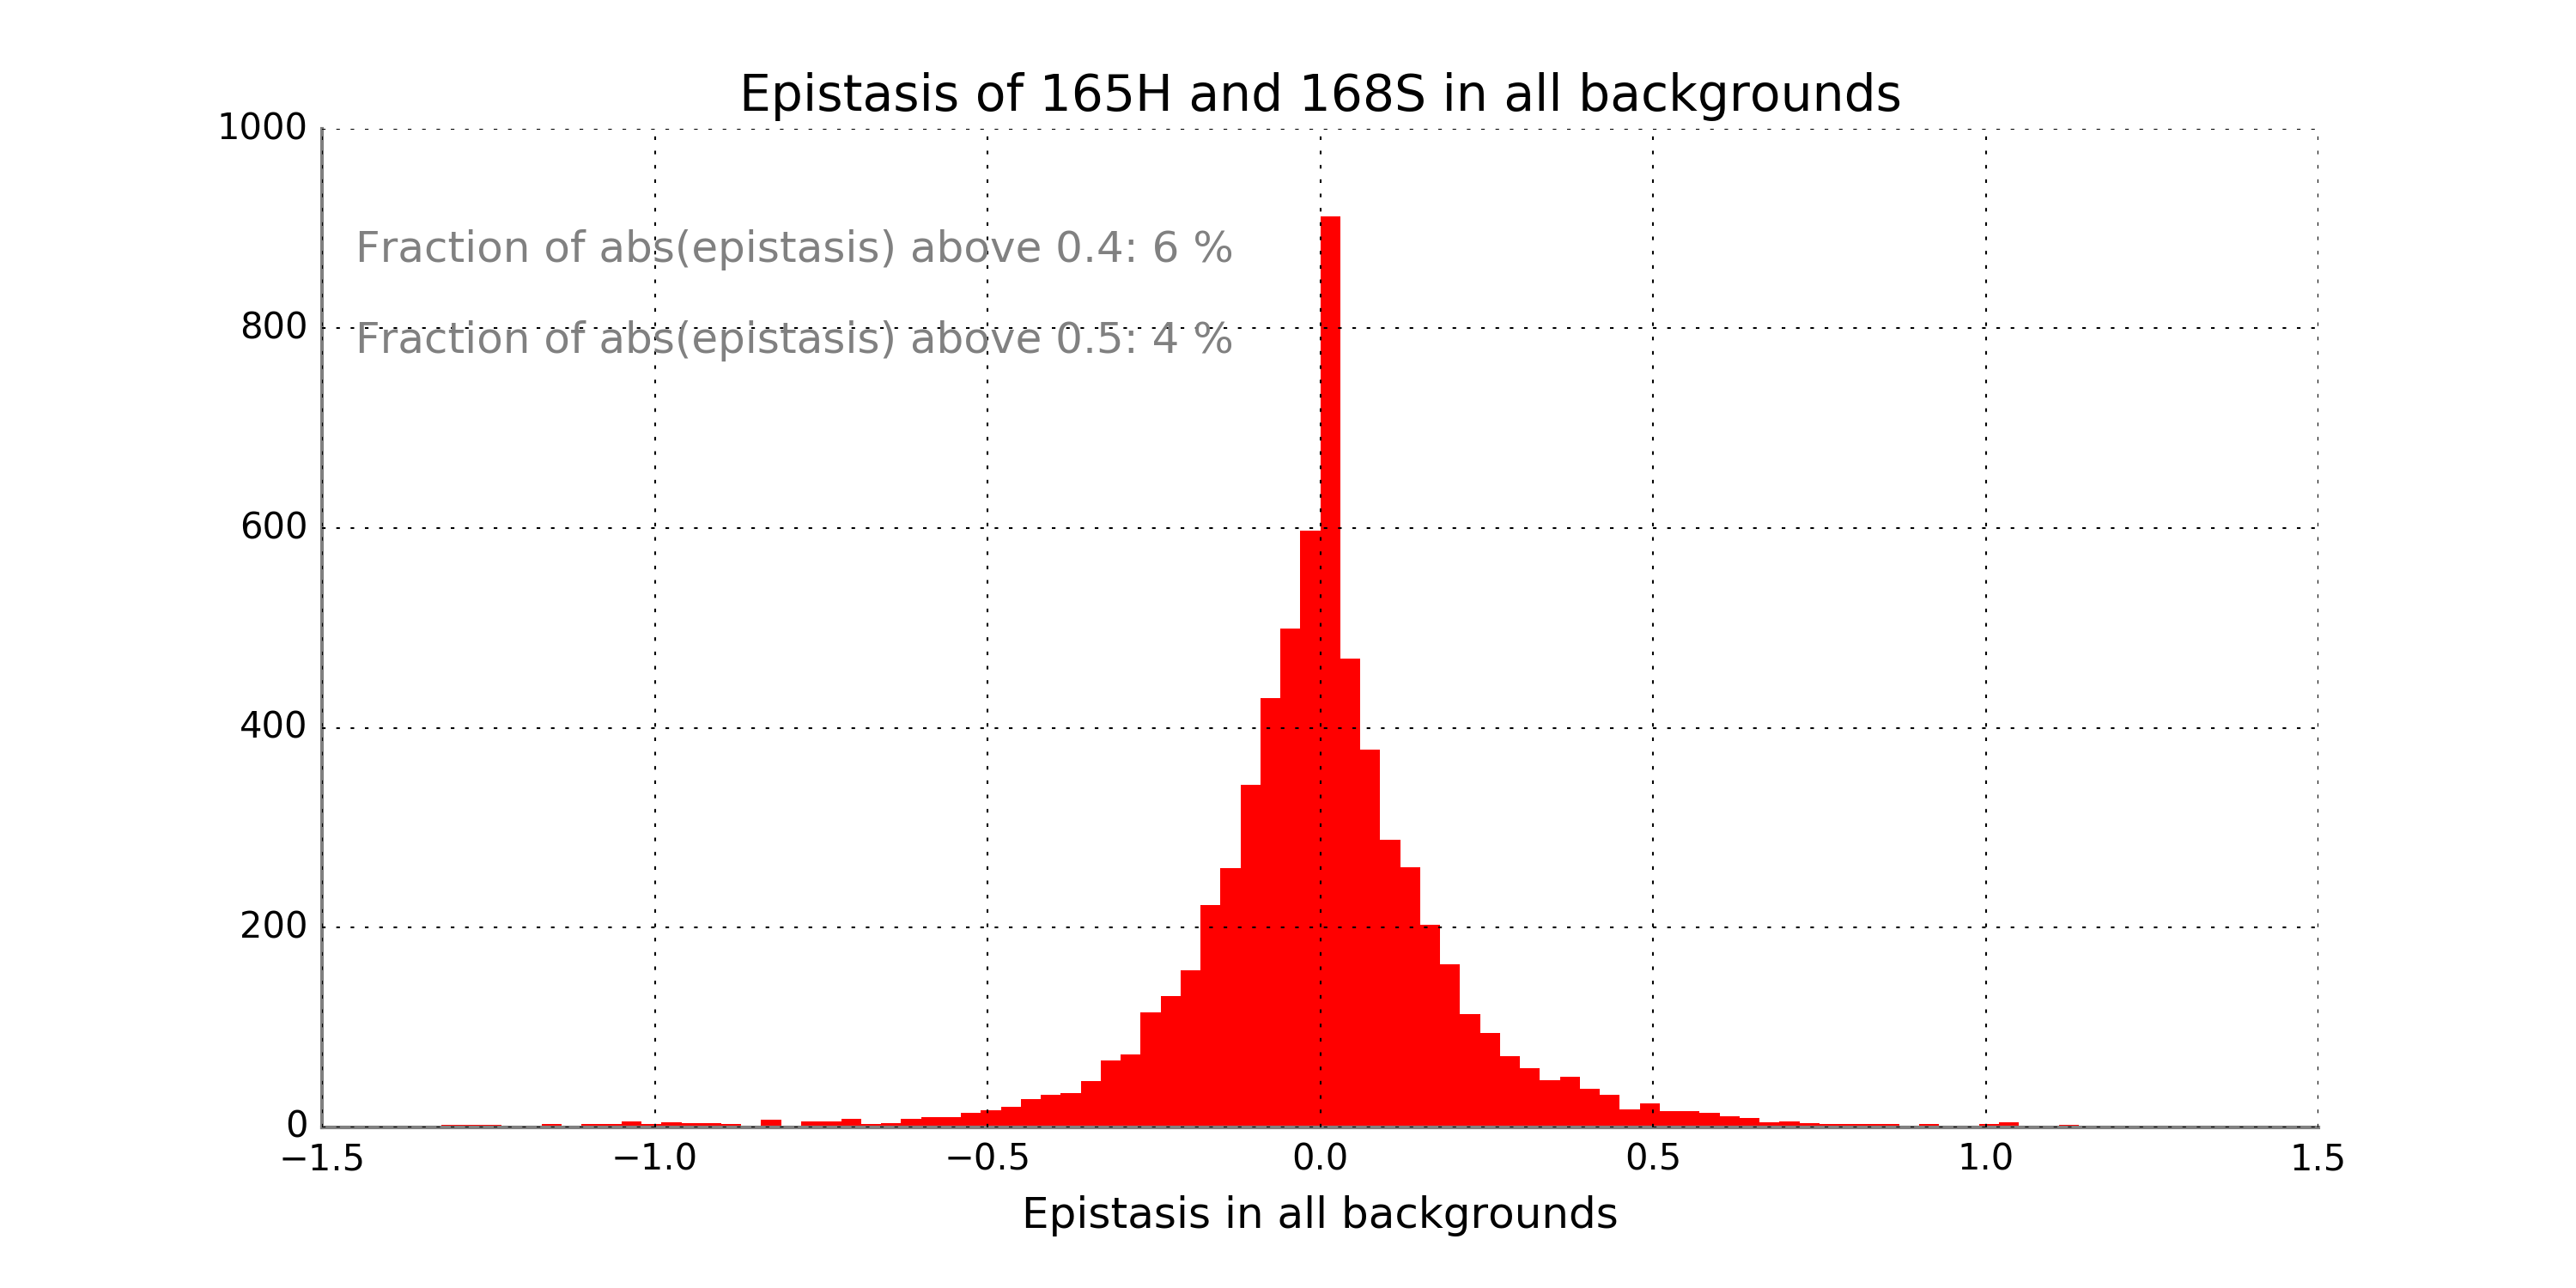 Epistasis of 165H and 168S in all backgrounds
1000
Fraction of abs(epistasis) above 0.4: 6 %
800
Fraction of abs(epistasis) above 0.5: 4 %
600
400
200
0
−1.5 −1.0 −0.5 0.0 0.5 1.0 1.5
Epistasis in all backgrounds